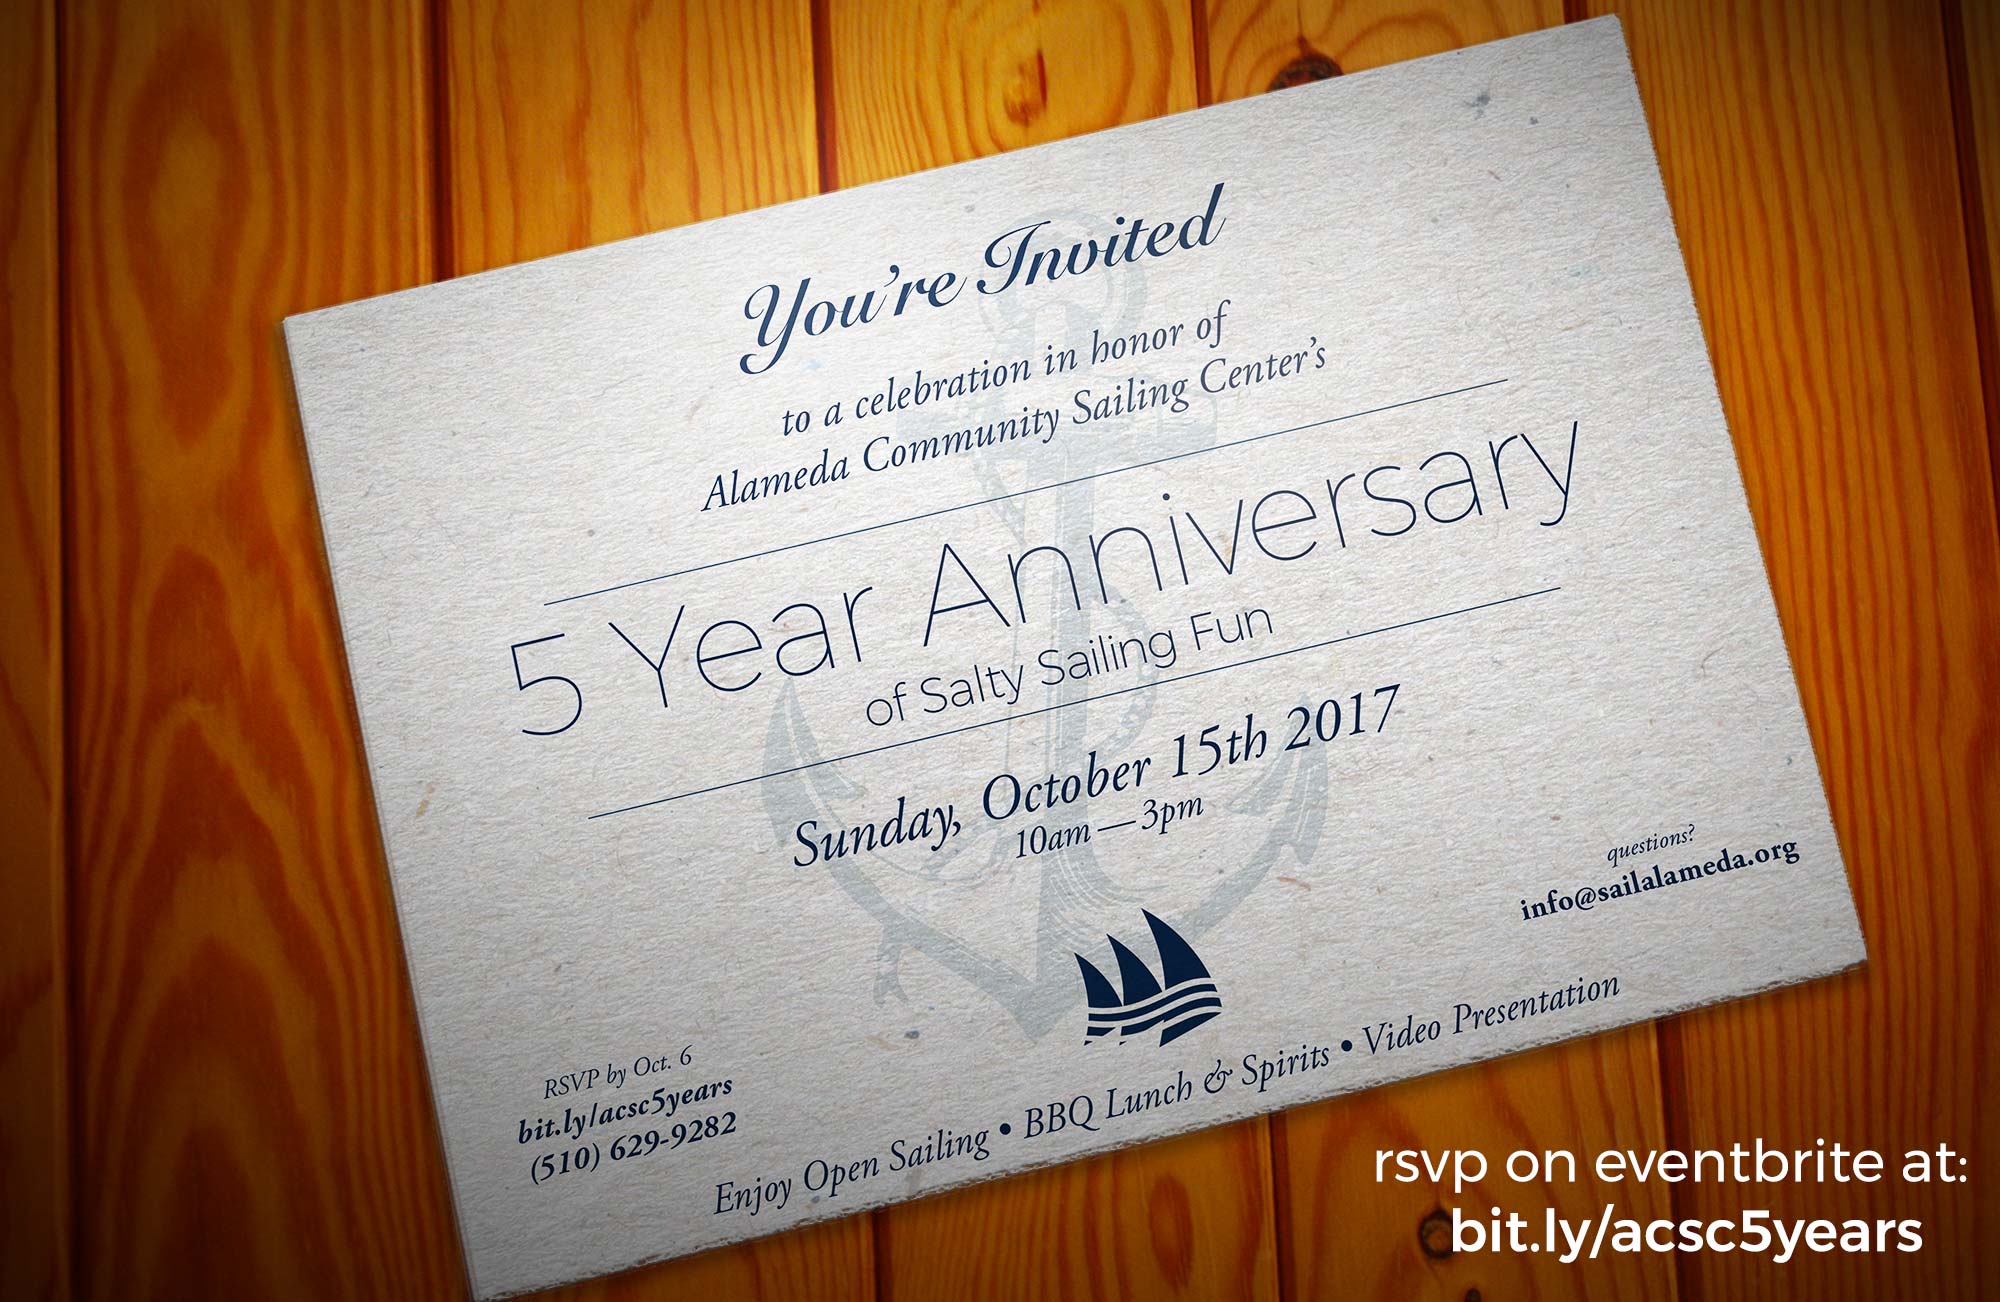 You're Invited
to a celebration in honor of
Alameda Community Sailing Center's
5 Year Anniversary
of Salty Sailing Fun
Sunday, October 15th 2017
10am — 3pm
questions?
info@sailalameda.org
RSVP by Oct. 6
bit.ly/acsc5years
(510) 629-9282
Enjoy Open Sailing • BBQ Lunch & Spirits • Video Presentation
rsvp on eventbrite at:
bit.ly/acsc5years